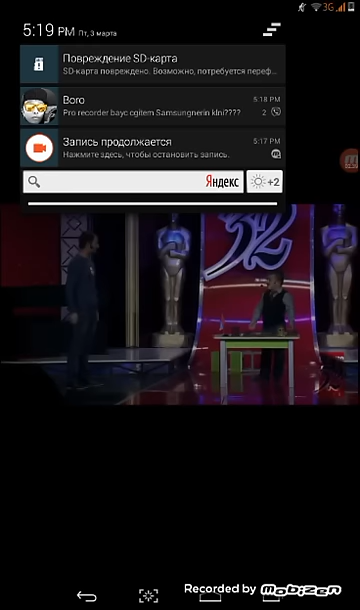 3G
5:19 PM Пт, 3 марта
Повреждение SD-карта
SD-карта повреждено. Возможно, потребуется переф...
Boro 5:18 PM
Pro recorder bayc cgitem Samsungnerin klni???? 2
Запись продолжается 5:17 PM
Нажмите здесь, чтобы остановить запись.
Яндекс +2
32
Recorded by Mobizen